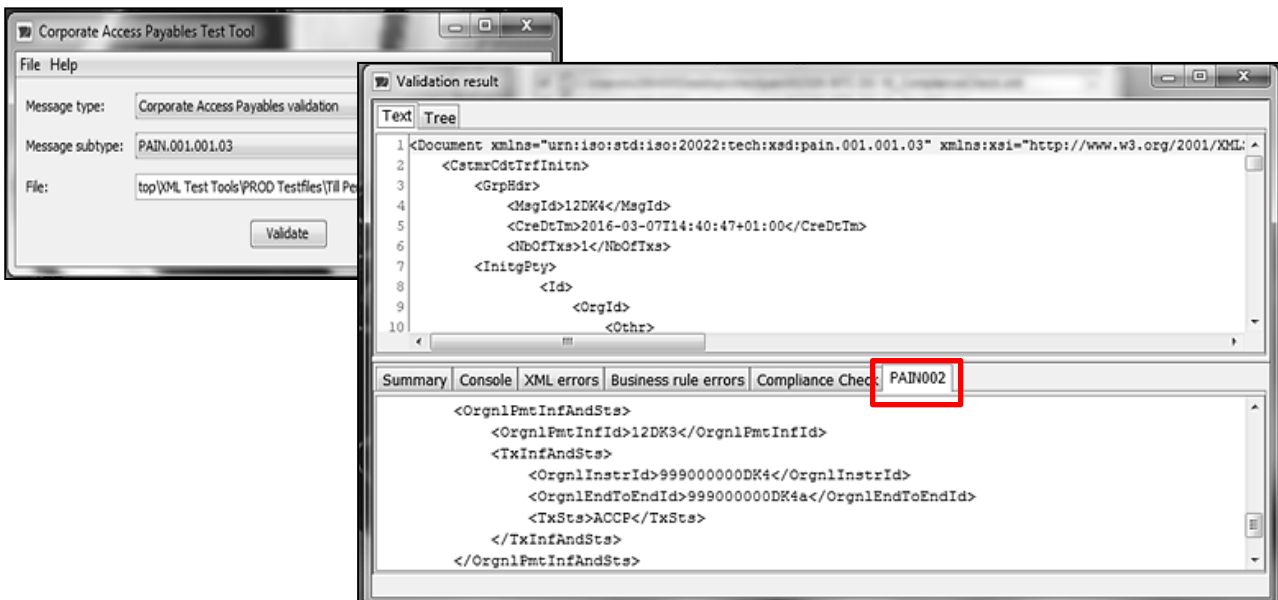 Corporate Access Payables Test Tool
File Help
Message type: Corporate Access Payables validation
Message subtype: PAIN.001.001.03
File: top\XML Test Tools\PROD Testfiles\Till
Validate
Validation result
Text Tree
1 <Document xmlns="urn:iso:std:iso:20022:tech:xsd:pain.001.001.03" xmlns:xsi="http://www.w3.org/2001/XML
2 <CstmrCdtTrfInitn>
3 <GrpHdr>
4 <MsgId>12DK4</MsgId>
5 <CreDtTm>2016-03-07T14:40:47+01:00</CreDtTm>
6 <NbOfTxs>1</NbOfTxs>
7 <InitgPty>
8 <Id>
9 <OrgId>
10 <Othr>
Summary Console XML errors Business rule errors Compliance Check PAIN002
<OrgnlPmtInfAndSts>
<OrgnlPmtInfId>12DK3</OrgnlPmtInfId>
<TxInfAndSts>
<OrgnlInstrId>999000000DK4</OrgnlInstrId>
<OrgnlEndToEndId>999000000DK4a</OrgnlEndToEndId>
<TxSts>ACCP</TxSts>
</TxInfAndSts>
</OrgnlPmtInfAndSts>